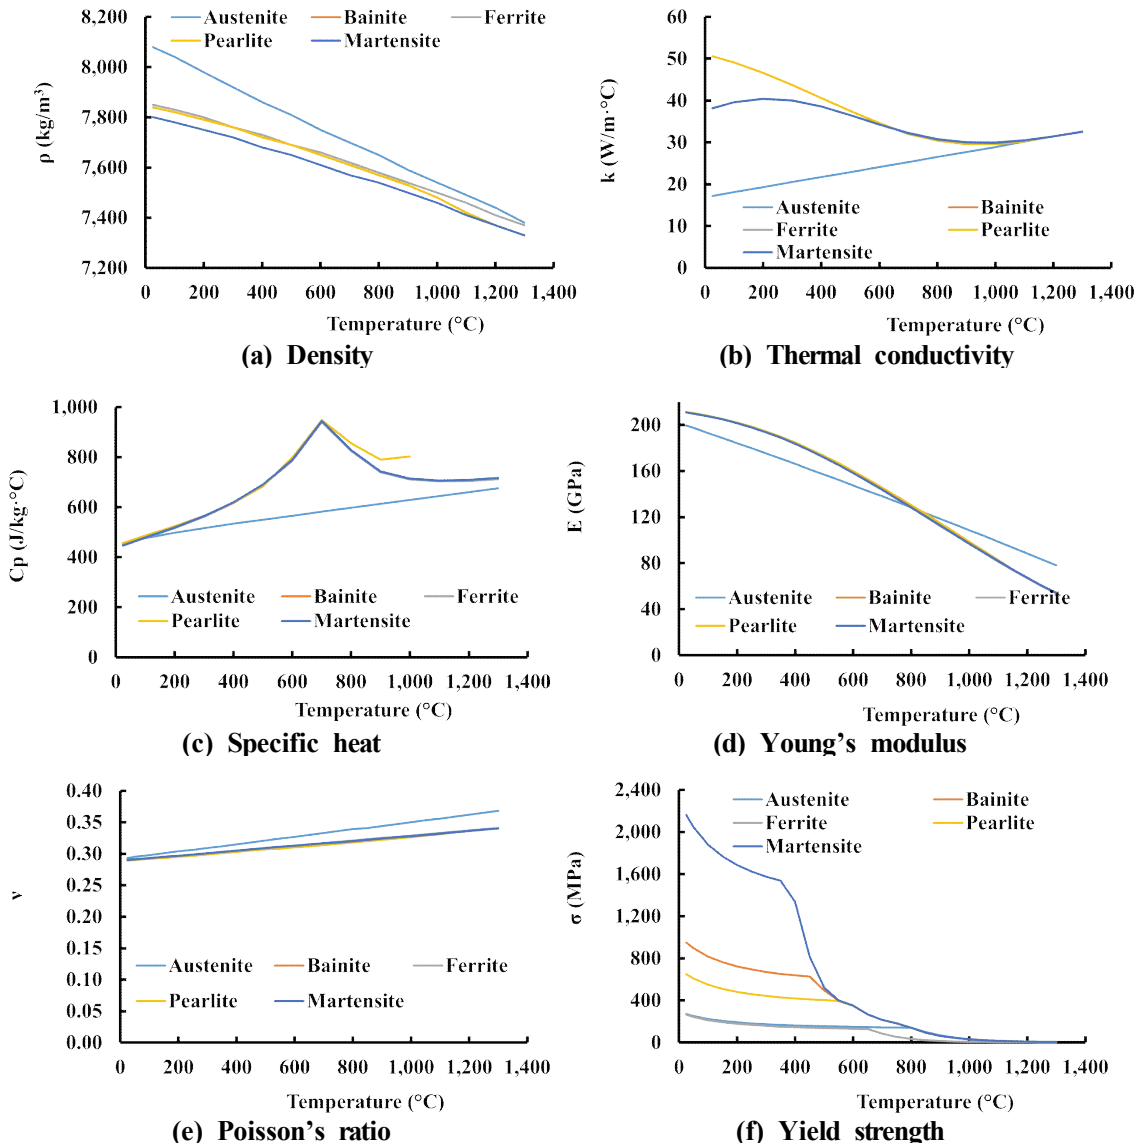 8,200
8,000
7,800
7,600
7,400
7,200
ρ (kg/m³)
Austenite Bainite Ferrite
Pearlite Martensite
0 200 400 600 800 1,000 1,200 1,400
Temperature (°C)
(a) Density
60
50
40
30
20
10
0
k (W/m·°C)
Austenite Bainite
Ferrite Pearlite
Martensite
0 200 400 600 800 1,000 1,200 1,400
Temperature (°C)
(b) Thermal conductivity
1,000
800
600
400
200
0
Cp (J/kg·°C)
Austenite Bainite Ferrite
Pearlite Martensite
0 200 400 600 800 1,000 1,200 1,400
Temperature (°C)
(c) Specific heat
200
160
120
80
40
0
E (GPa)
Austenite Bainite Ferrite
Pearlite Martensite
0 200 400 600 800 1,000 1,200 1,400
Temperature (°C)
(d) Young's modulus
0.40
0.35
0.30
0.25
0.20
0.15
0.10
0.05
0.00
ν
Austenite Bainite Ferrite
Pearlite Martensite
0 200 400 600 800 1,000 1,200 1,400
Temperature (°C)
(e) Poisson's ratio
2,400
2,000
1,600
1,200
800
400
0
σ (MPa)
Austenite Bainite
Ferrite Pearlite
Martensite
0 200 400 600 800 1,000 1,200 1,400
Temperature (°C)
(f) Yield strength